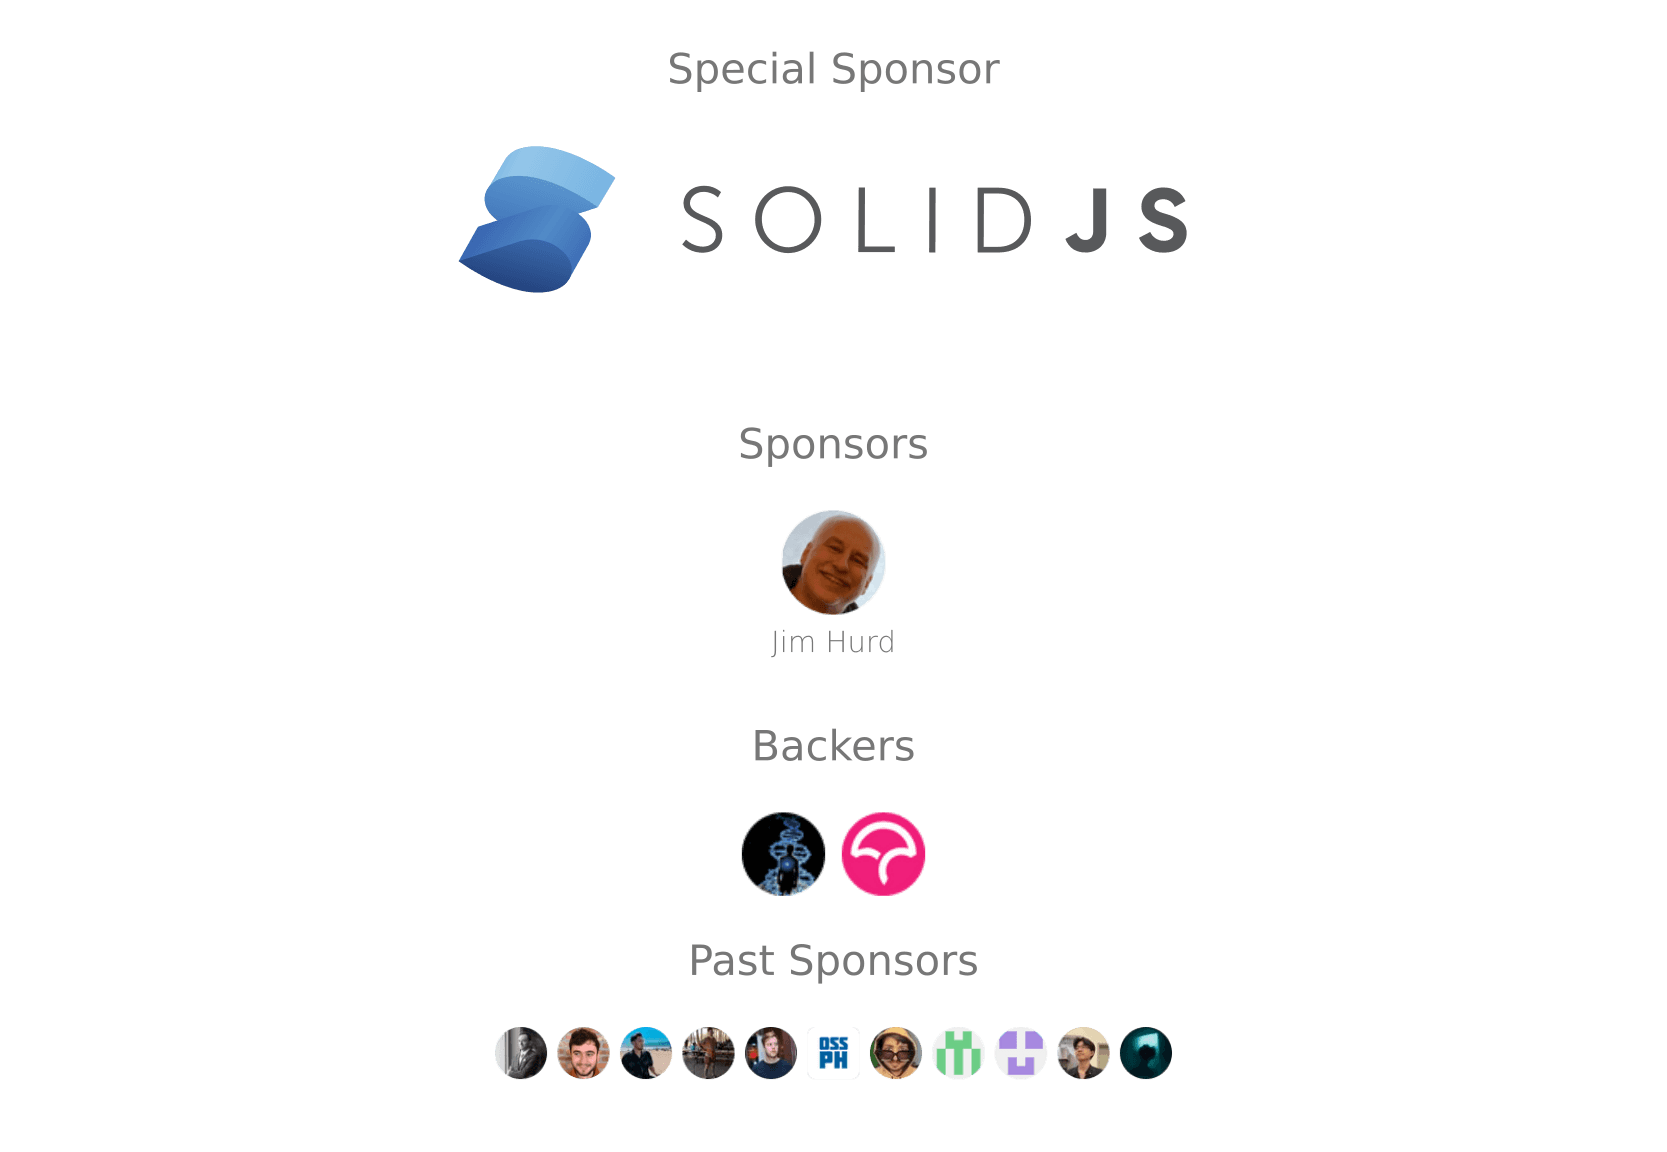 Special Sponsor
SOLIDJS
Sponsors
Jim Hurd
Backers
Past Sponsors
OSS
PH